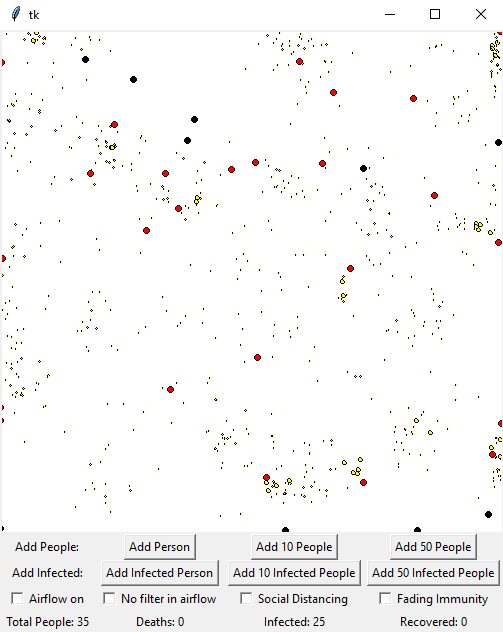 tk
Add People: Add Person Add 10 People Add 50 People
Add Infected: Add Infected Person Add 10 Infected People Add 50 Infected People
Airflow on No filter in airflow Social Distancing Fading Immunity
Total People: 35 Deaths: 0 Infected: 25 Recovered: 0